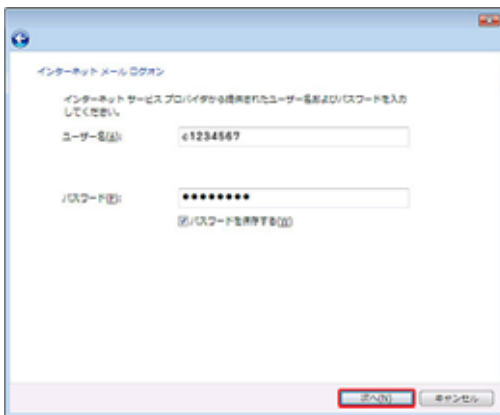 インターネット メール ログオン
インターネット サービス プロバイダから提供されたユーザー名およびパスワードを入力
してください。
ユーザー名(A):
c1234567
パスワード(P):
●●●●●●●●
パスワードを保存する(W)
次へ(N)
キャンセル